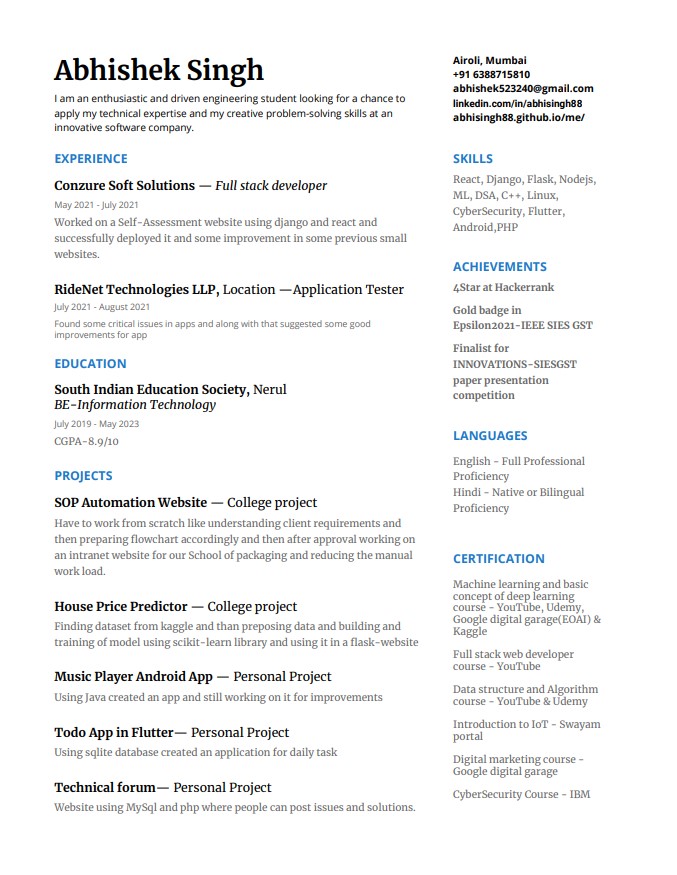 Abhishek Singh
I am an enthusiastic and driven engineering student looking for a chance to
apply my technical expertise and my creative problem-solving skills at an
innovative software company.
EXPERIENCE
Conzure Soft Solutions — Full stack developer
May 2021 - July 2021
Worked on a Self-Assessment website using django and react and
successfully deployed it and some improvement in some previous small
websites.
RideNet Technologies LLP, Location —Application Tester
July 2021 - August 2021
Found some critical issues in apps and along with that suggested some good
improvements for app
EDUCATION
South Indian Education Society, Nerul
BE-Information Technology
July 2019 - May 2023
CGPA-8.9/10
PROJECTS
SOP Automation Website — College project
Have to work from scratch like understanding client requirements and
then preparing flowchart accordingly and then after approval working on
an intranet website for our School of packaging and reducing the manual
work load.
House Price Predictor — College project
Finding dataset from kaggle and than preposing data and building and
training of model using scikit-learn library and using it in a flask-website
Music Player Android App — Personal Project
Using Java created an app and still working on it for improvements
Todo App in Flutter— Personal Project
Using sqlite database created an application for daily task
Technical forum— Personal Project
Website using MySql and php where people can post issues and solutions.
Airoli, Mumbai
+91 6388715810
abhishek523240@gmail.com
linkedin.com/in/abhisingh88
abhisingh88.github.io/me/
SKILLS
React, Django, Flask, Nodejs,
ML, DSA, C++, Linux,
CyberSecurity, Flutter,
Android,PHP
ACHIEVEMENTS
4Star at Hackerrank
Gold badge in
Epsilon2021-IEEE SIES GST
Finalist for
INNOVATIONS-SIESGST
paper presentation
competition
LANGUAGES
English - Full Professional
Proficiency
Hindi - Native or Bilingual
Proficiency
CERTIFICATION
Machine learning and basic
concept of deep learning
course - YouTube, Udemy,
Google digital garage(EOAI) &
Kaggle
Full stack web developer
course - YouTube
Data structure and Algorithm
course - YouTube & Udemy
Introduction to IoT - Swayam
portal
Digital marketing course -
Google digital garage
CyberSecurity Course - IBM